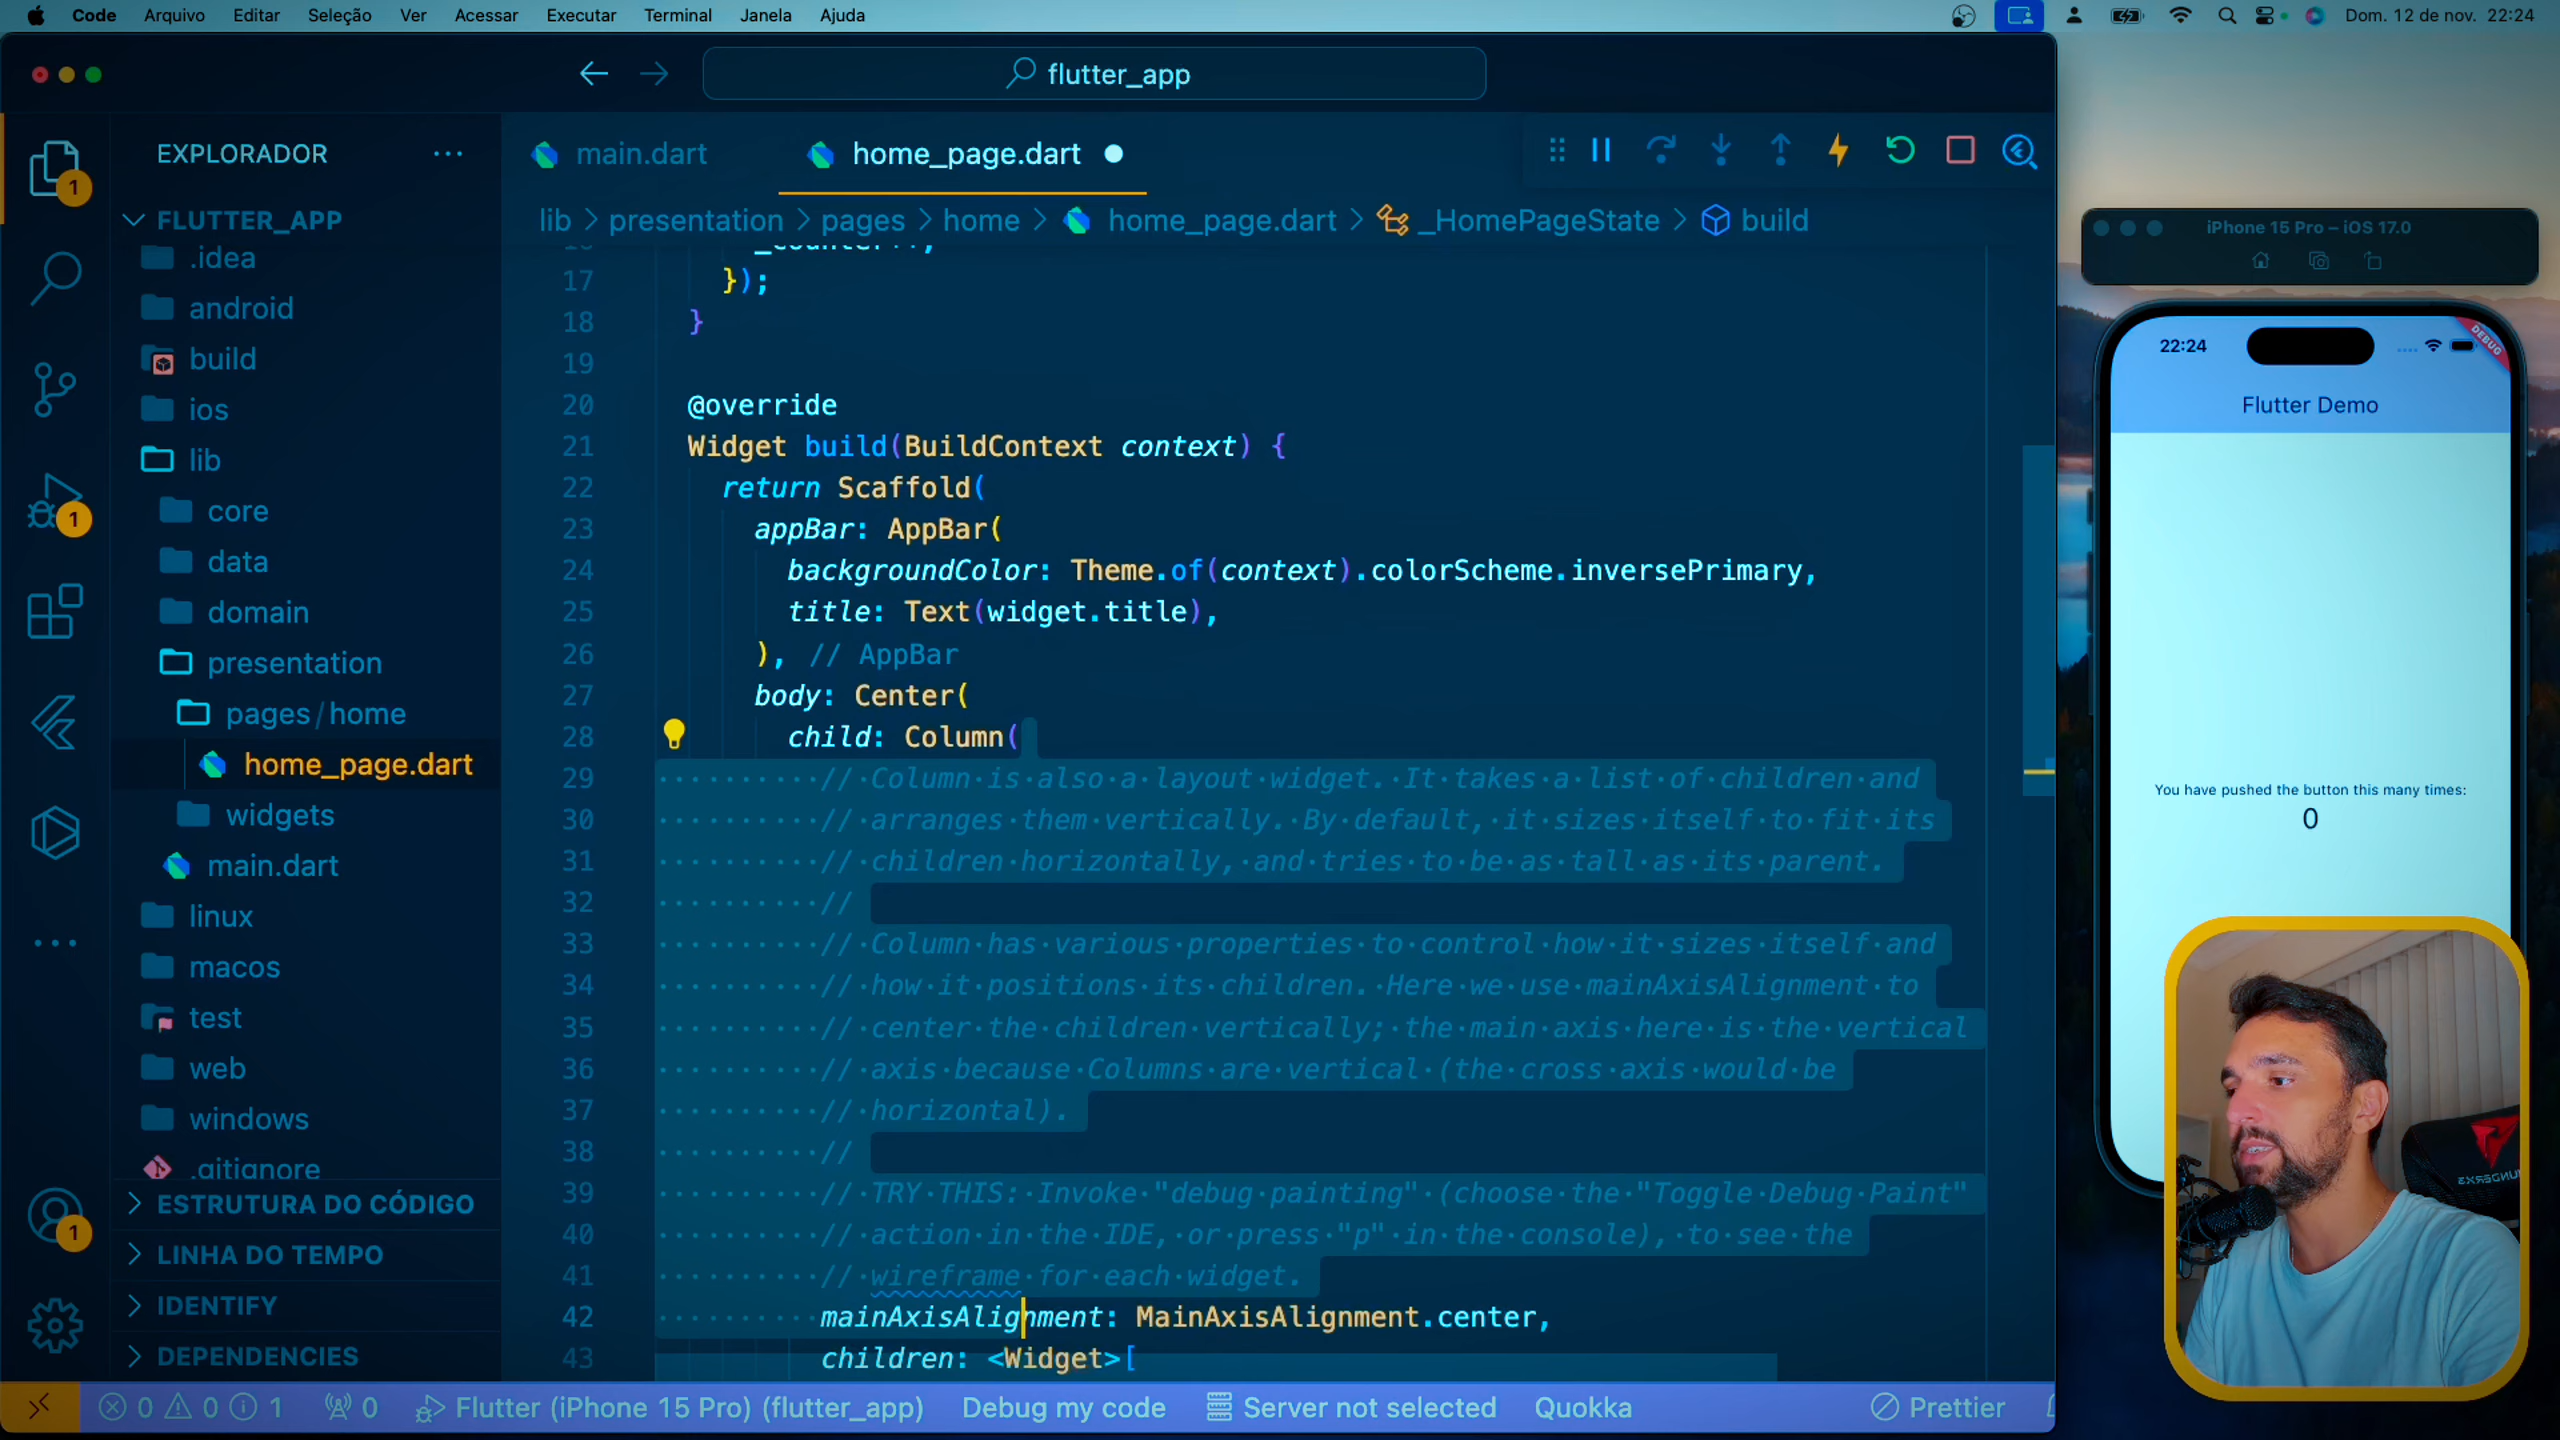 Code Arquivo Editar Seleção Ver Acessar Executar Terminal Janela Ajuda
Dom. 12 de nov. 22:24
flutter_app
EXPLORADOR
1
FLUTTER_APP
.idea
android
build
ios
lib
core
data
domain
presentation
pages/home
home_page.dart
widgets
main.dart
linux
macos
test
web
windows
.gitignore
ESTRUTURA DO CÓDIGO
LINHA DO TEMPO
IDENTIFY
DEPENDENCIES
1
1
main.dart
home_page.dart
lib > presentation > pages > home > home_page.dart > _HomePageState > build
16 _counter++;
17 });
18 }
19
20 @override
21 Widget build(BuildContext context) {
22 return Scaffold(
23 appBar: AppBar(
24 backgroundColor: Theme.of(context).colorScheme.inversePrimary,
25 title: Text(widget.title),
26 ), // AppBar
27 body: Center(
28 child: Column(
29 // Column is also a layout widget. It takes a list of children and
30 // arranges them vertically. By default, it sizes itself to fit its
31 // children horizontally, and tries to be as tall as its parent.
32 //
33 // Column has various properties to control how it sizes itself and
34 // how it positions its children. Here we use mainAxisAlignment to
35 // center the children vertically; the main axis here is the vertical
36 // axis because Columns are vertical (the cross axis would be
37 // horizontal).
38 //
39 // TRY THIS: Invoke "debug painting" (choose the "Toggle Debug Paint"
40 // action in the IDE, or press "p" in the console), to see the
41 // wireframe for each widget.
42 mainAxisAlignment: MainAxisAlignment.center,
43 children: <Widget>[
0 0 1 0 Flutter (iPhone 15 Pro) (flutter_app) Debug my code Server not selected Quokka Prettier
iPhone 15 Pro – iOS 17.0
22:24
DEBUG
Flutter Demo
You have pushed the button this many times:
0